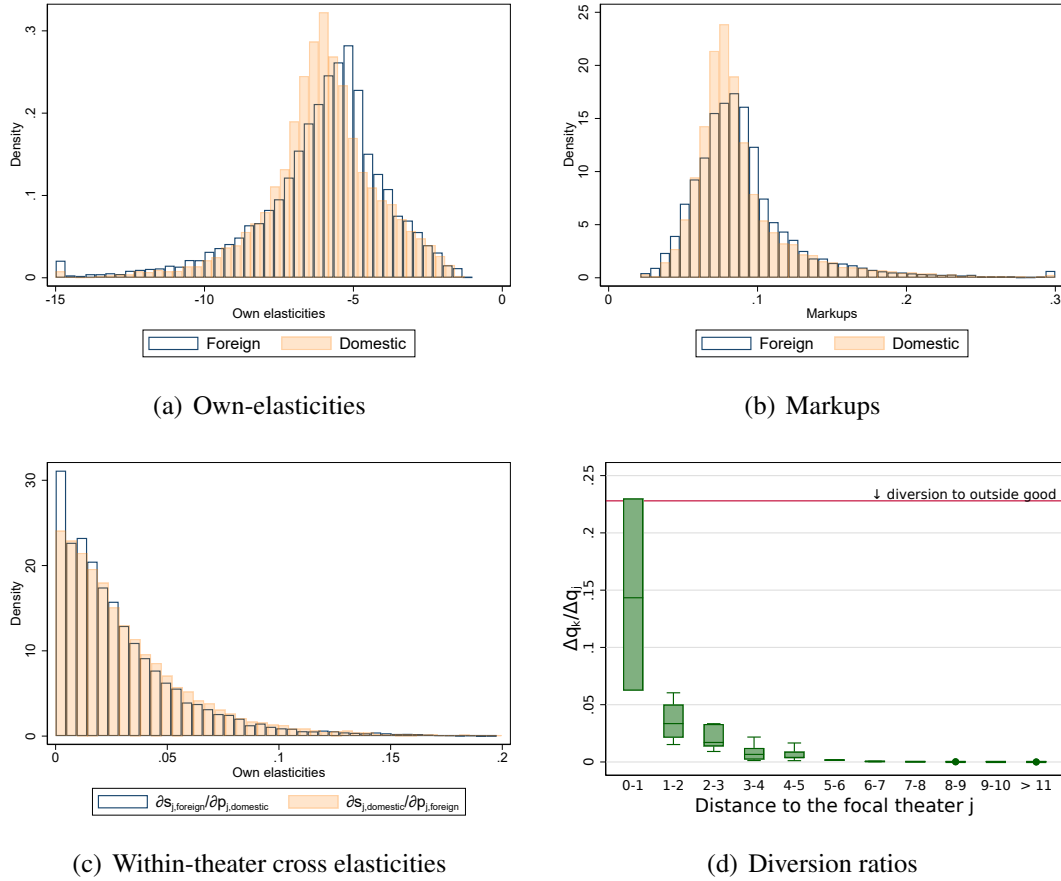 Density
0
.1
.2
.3
-15
-10
-5
0
Own elasticities
Foreign
Domestic
(a) Own-elasticities
Density
0
5
10
15
20
25
0
.1
.2
.3
Markups
Foreign
Domestic
(b) Markups
Density
0
10
20
30
0
.05
.1
.15
.2
Own elasticities
∂s_{j,foreign}/∂p_{j,domestic}
∂s_{j,domestic}/∂p_{j,foreign}
(c) Within-theater cross elasticities
Δq_k/Δq_j
0
.05
.1
.15
.2
.25
↓ diversion to outside good
0-1 1-2 2-3 3-4 4-5 5-6 6-7 7-8 8-9 9-10 > 11
Distance to the focal theater j
(d) Diversion ratios